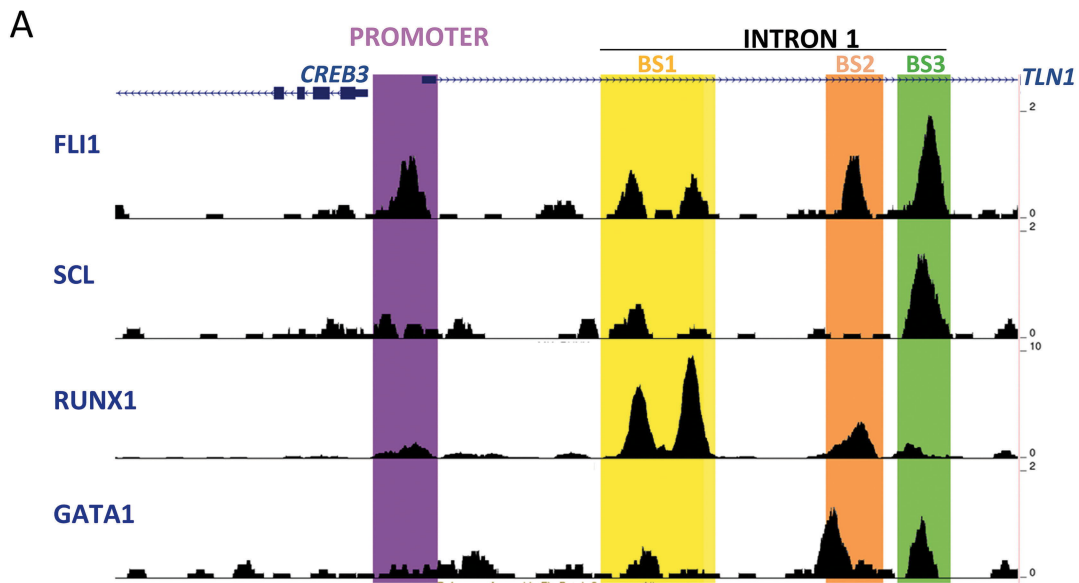 A
PROMOTER
INTRON 1
BS1
BS2
BS3
CREB3
TLN1
2
FLI1
0
2
SCL
0
10
RUNX1
0
2
GATA1
0